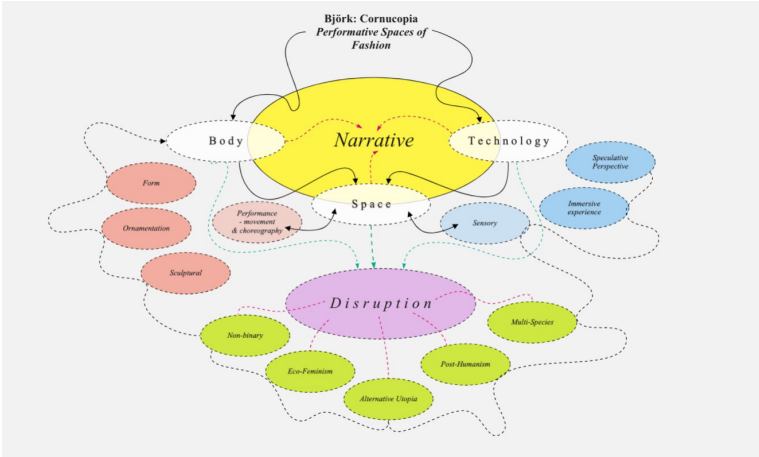 Björk: Cornucopia
Performative Spaces of
Fashion
Body
Narrative
Technology
Speculative
Perspective
Form
Space
Immersive
experience
Performance
- movement
& choreography
Ornamentation
Sensory
Sculptural
Disruption
Non-binary
Multi-Species
Eco-Feminism
Post-Humanism
Alternative Utopia